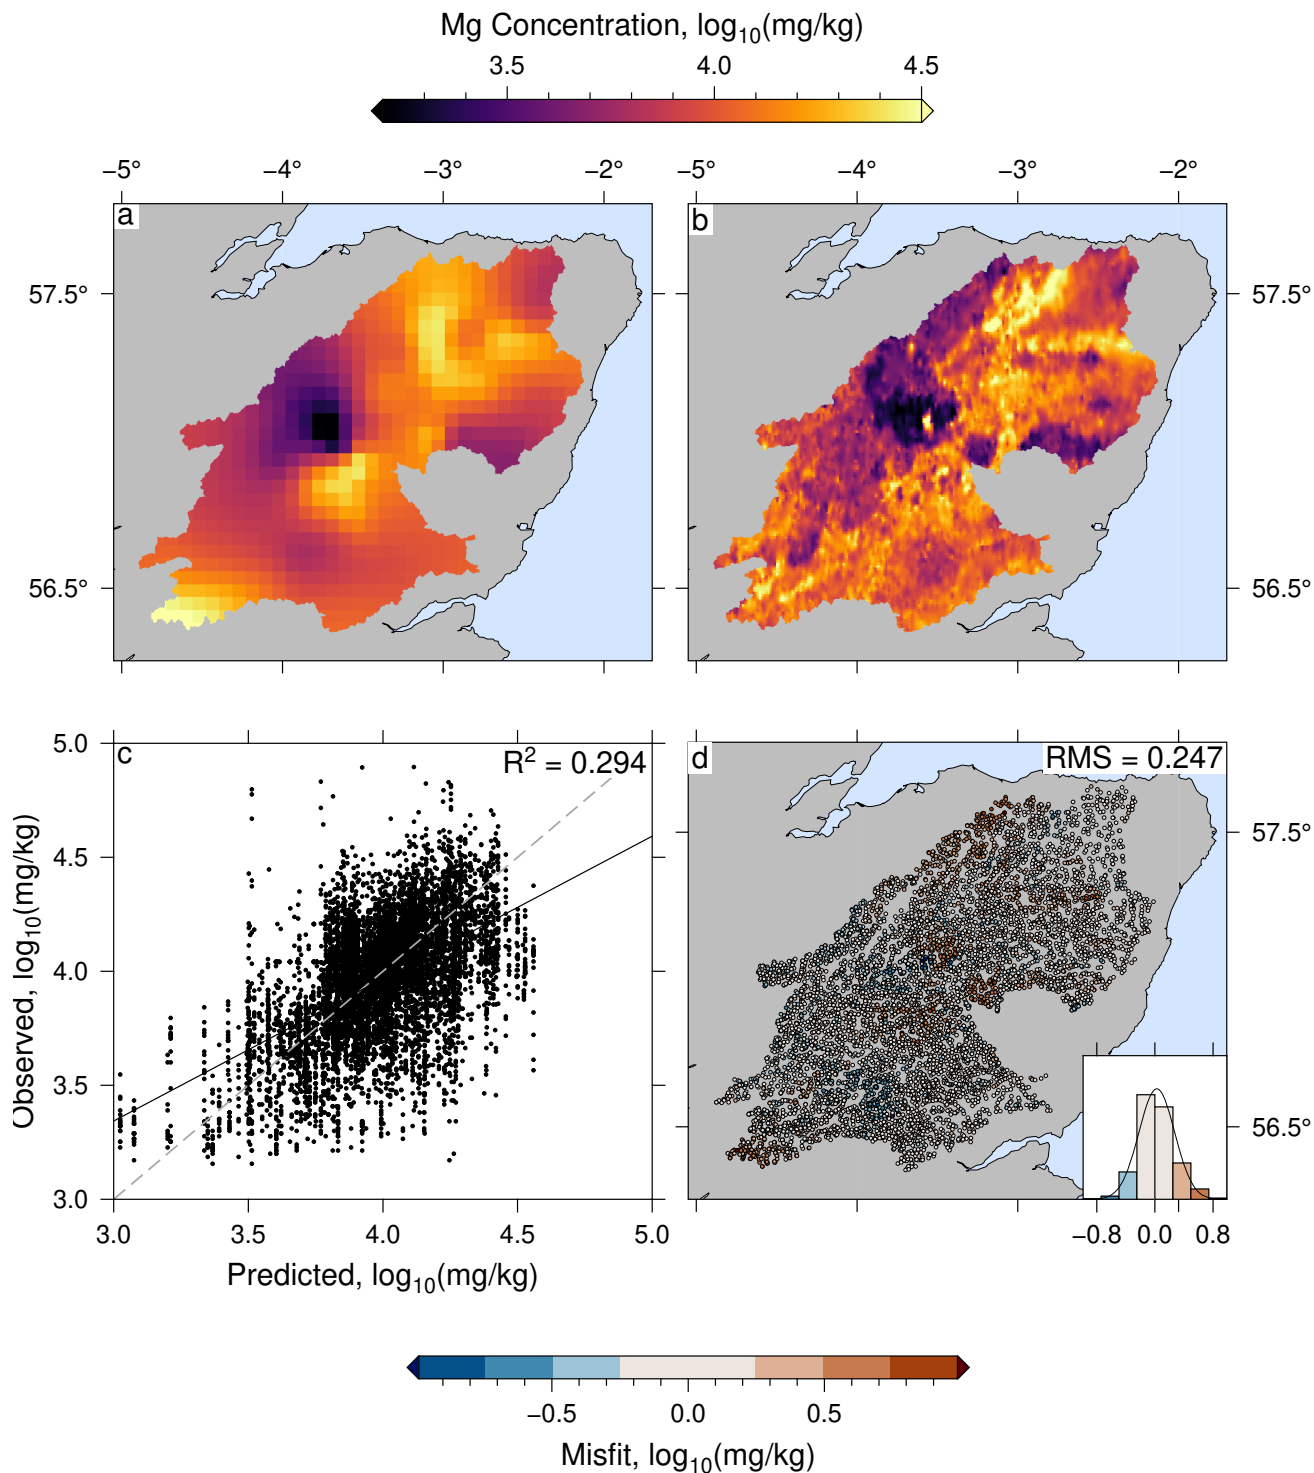 Mg Concentration, log₁₀(mg/kg)
3.5 4.0 4.5
−5° −4° −3° −2° −5° −4° −3° −2°
a b
57.5° 57.5°
56.5° 56.5°
5.0 c R² = 0.294 d RMS = 0.247
4.5 57.5°
4.0
Observed, log₁₀(mg/kg)
3.5 56.5°
3.0
3.0 3.5 4.0 4.5 5.0 −0.8 0.0 0.8
Predicted, log₁₀(mg/kg)
−0.5 0.0 0.5
Misfit, log₁₀(mg/kg)